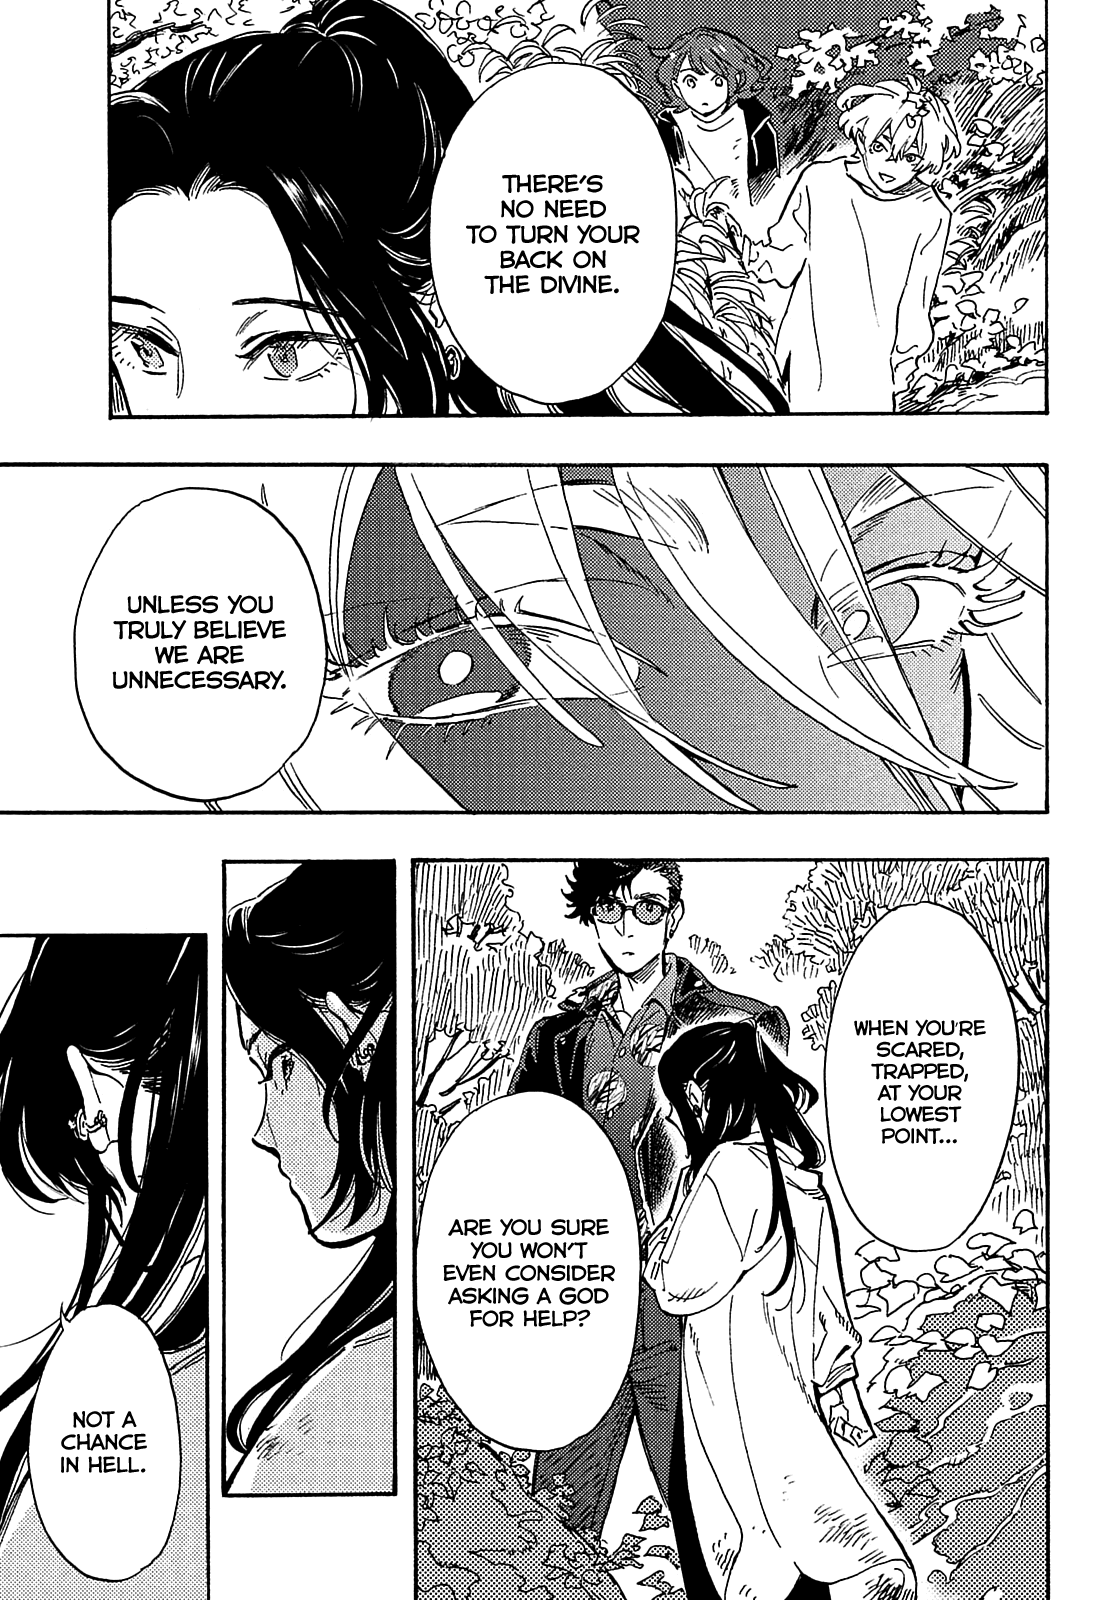 THERE'S
NO NEED
TO TURN YOUR
BACK ON
THE DIVINE.
UNLESS YOU
TRULY BELIEVE
WE ARE
UNNECESSARY.
WHEN YOU'RE
SCARED,
TRAPPED,
AT YOUR
LOWEST
POINT...
ARE YOU SURE
YOU WON'T
EVEN CONSIDER
ASKING A GOD
FOR HELP?
NOT A
CHANCE
IN HELL.